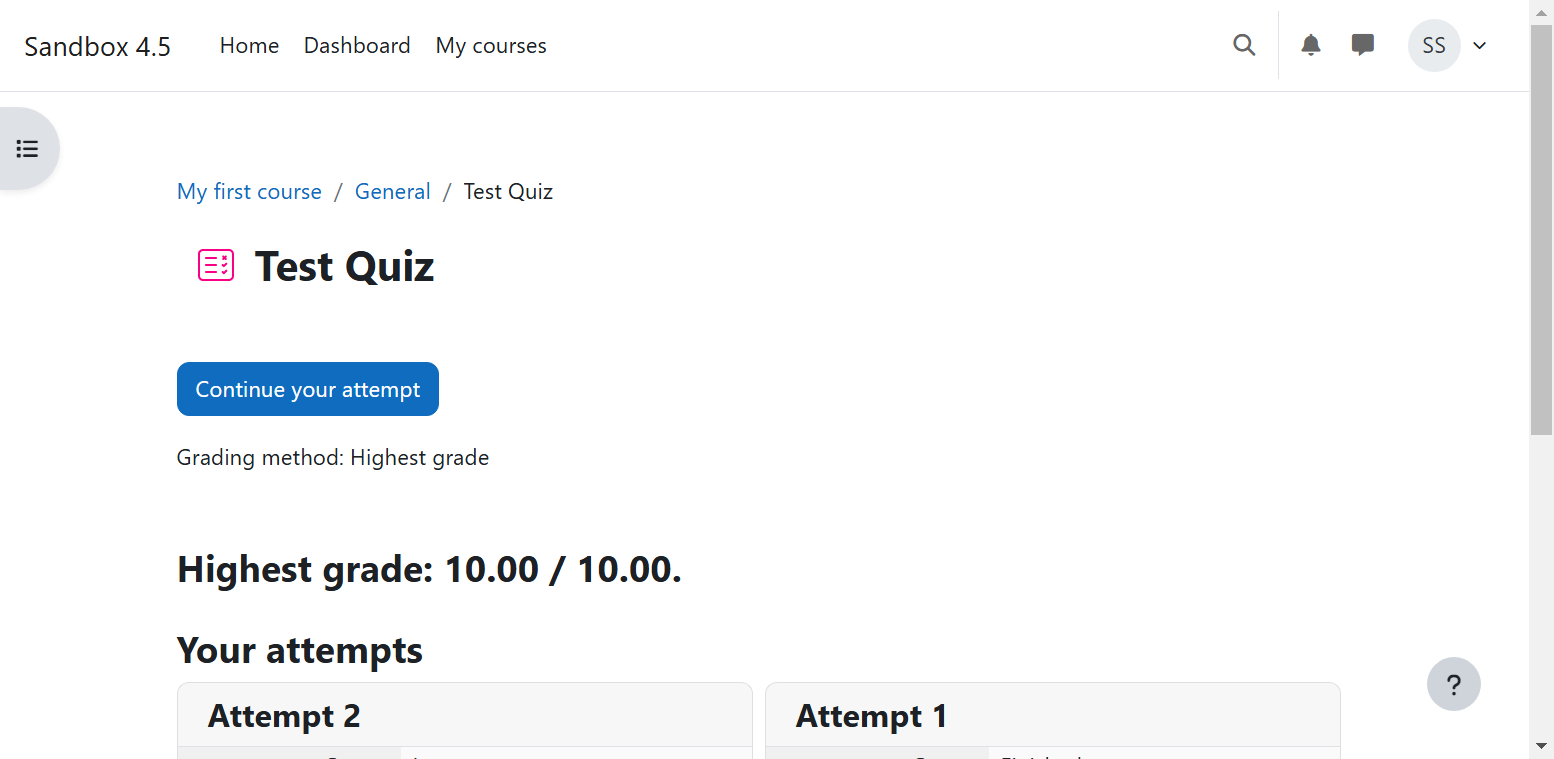 Sandbox 4.5 Home Dashboard My courses SS
My first course / General / Test Quiz
Test Quiz
Continue your attempt
Grading method: Highest grade
Highest grade: 10.00 / 10.00.
Your attempts
?
Attempt 2 Attempt 1